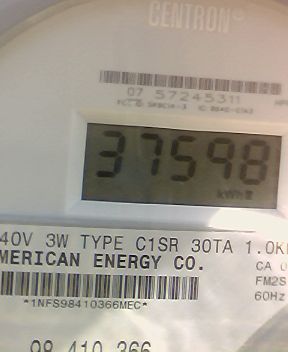 CENTRON®
07 57245311
37598
kWh
40V 3W TYPE C1SR 30TA 1.0K
MERICAN ENERGY CO.
CA 0
FM2S
60Hz
*1NFS98410366MEC*
98 410 366